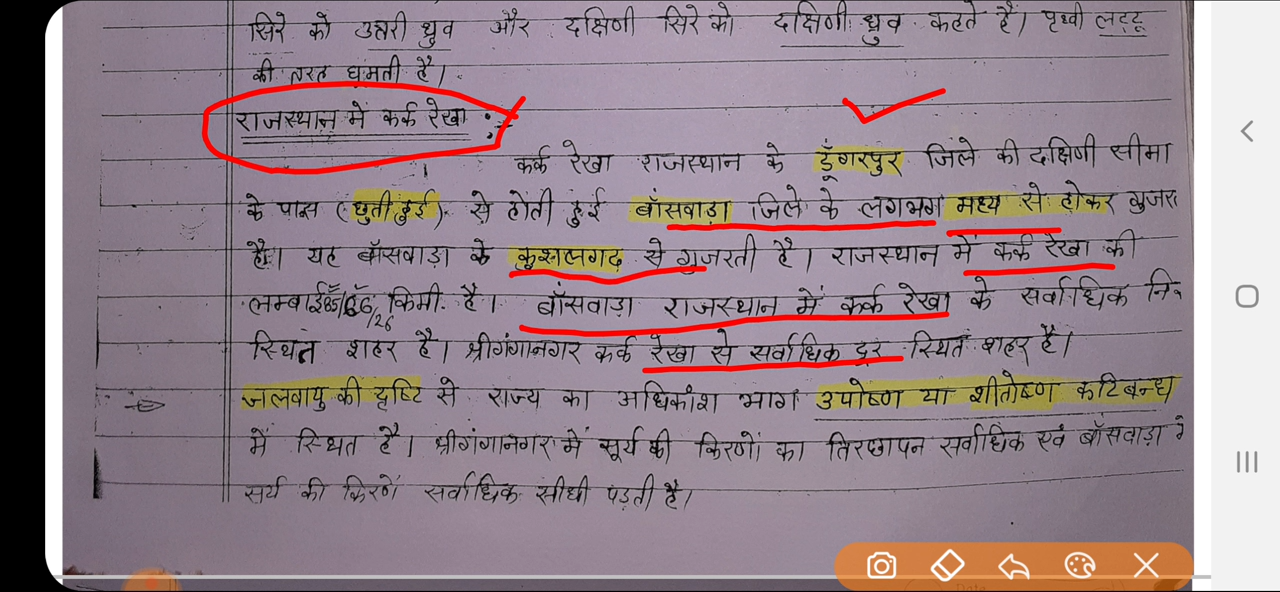 सिरे को उत्तरी ध्रुव और दक्षिणी सिरे को दक्षिणी ध्रुव कहते हैं। पृथ्वी लट्टू
की तरह घूमती है।
राजस्थान में कर्क रेखा :-
कर्क रेखा राजस्थान के डूँगरपुर जिले की दक्षिणी सीमा
के पास (छुती हुई) से होती हुई बाँसवाड़ा जिले के लगभग मध्य से होकर गुजर
है। यह बाँसवाड़ा के कुशलगढ़ से गुजरती है। राजस्थान में कर्क रेखा की
लम्बाई /26 किमी. है। बाँसवाड़ा राजस्थान में कर्क रेखा के सर्वाधिक नि
स्थित शहर है। श्रीगंगानगर कर्क रेखा से सर्वाधिक दूर स्थित शहर है।
जलवायु की दृष्टि से राज्य का अधिकांश भाग उपोष्ण या शीतोष्ण कटिबन्ध
में स्थित है। श्रीगंगानगर में सूर्य की किरणों का तिरछापन सर्वाधिक एवं बाँसवाड़ा
सूर्य की किरणें सर्वाधिक सीधी पड़ती है।